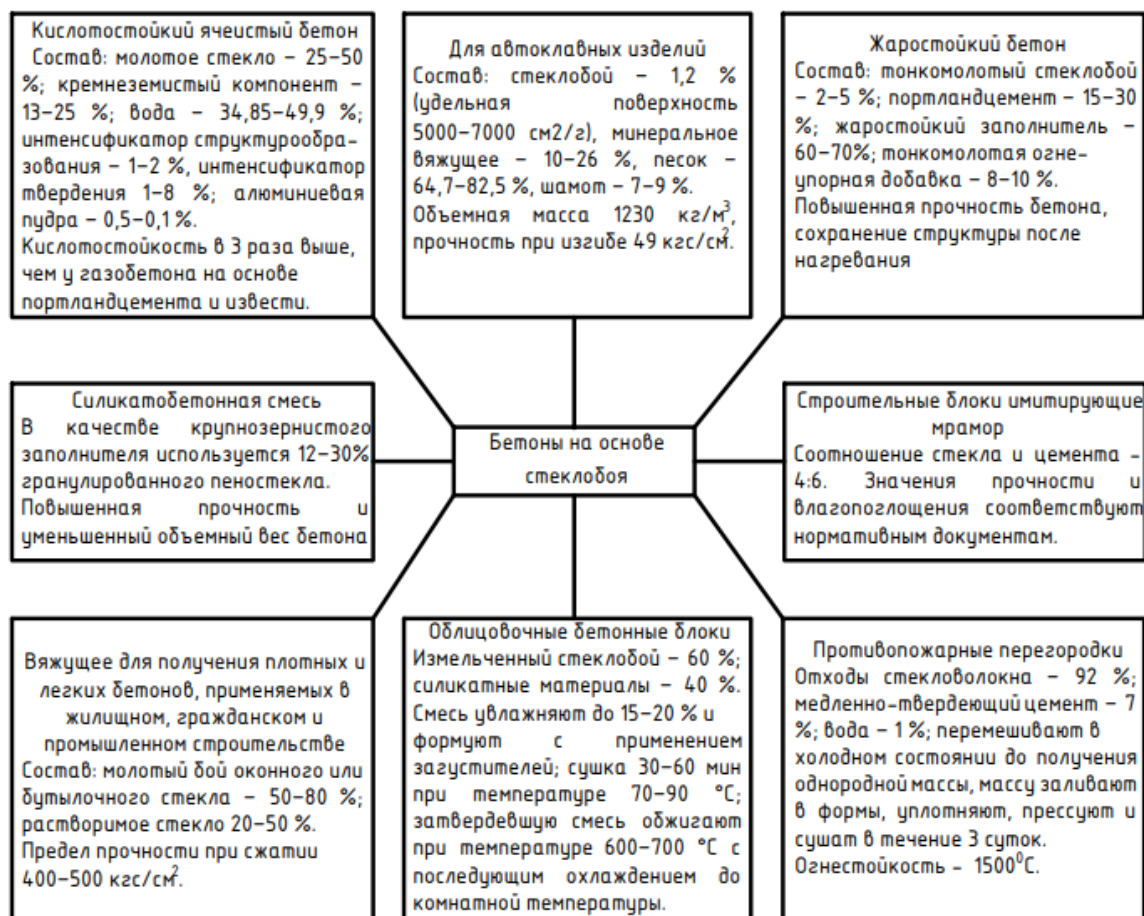 Кислотостойкий ячеистый бетон
Состав: молотое стекло – 25–50
%; кремнеземистый компонент –
13–25 %; вода – 34,85–49,9 %;
интенсификатор структурообра-
зования – 1–2 %, интенсификатор
твердения 1–8 %; алюминиевая
пудра – 0,5–0,1 %.
Кислотостойкость в 3 раза выше,
чем у газобетона на основе
портландцемента и извести.
Для автоклавных изделий
Состав: стеклобой – 1,2 %
(удельная поверхность
5000–7000 см2/г), минеральное
вяжущее – 10–26 %, песок –
64,7–82,5 %, шамот – 7–9 %.
Объемная масса 1230 кг/м³,
прочность при изгибе 49 кгс/см².
Жаростойкий бетон
Состав: тонкомолотый стеклобой
– 2–5 %; портландцемент – 15–30
%; жаростойкий заполнитель –
60–70%; тонкомолотая огне-
упорная добавка – 8–10 %.
Повышенная прочность бетона,
сохранение структуры после
нагревания
Силикатобетонная смесь
В качестве крупнозернистого
заполнителя используется 12–30%
гранулированного пеностекла.
Повышенная прочность и
уменьшенный объемный вес бетона
Бетоны на основе
стеклобоя
Строительные блоки имитирующие
мрамор
Соотношение стекла и цемента –
4:6. Значения прочности и
влагопоглощения соответствуют
нормативным документам.
Вяжущее для получения плотных и
легких бетонов, применяемых в
жилищном, гражданском и
промышленном строительстве
Состав: молотый бой оконного или
бутылочного стекла – 50–80 %;
растворимое стекло 20–50 %.
Предел прочности при сжатии
400–500 кгс/см².
Облицовочные бетонные блоки
Измельченный стеклобой – 60 %;
силикатные материалы – 40 %.
Смесь увлажняют до 15–20 % и
формуют с применением
загустителей; сушка 30–60 мин
при температуре 70–90 °С;
затвердевшую смесь обжигают
при температуре 600–700 °С с
последующим охлаждением до
комнатной температуры.
Противопожарные перегородки
Отходы стекловолокна – 92 %;
медленно-твердеющий цемент – 7
%; вода – 1 %; перемешивают в
холодном состоянии до получения
однородной массы, массу заливают
в формы, уплотняют, прессуют и
сушат в течение 3 суток.
Огнестойкость – 1500⁰С.